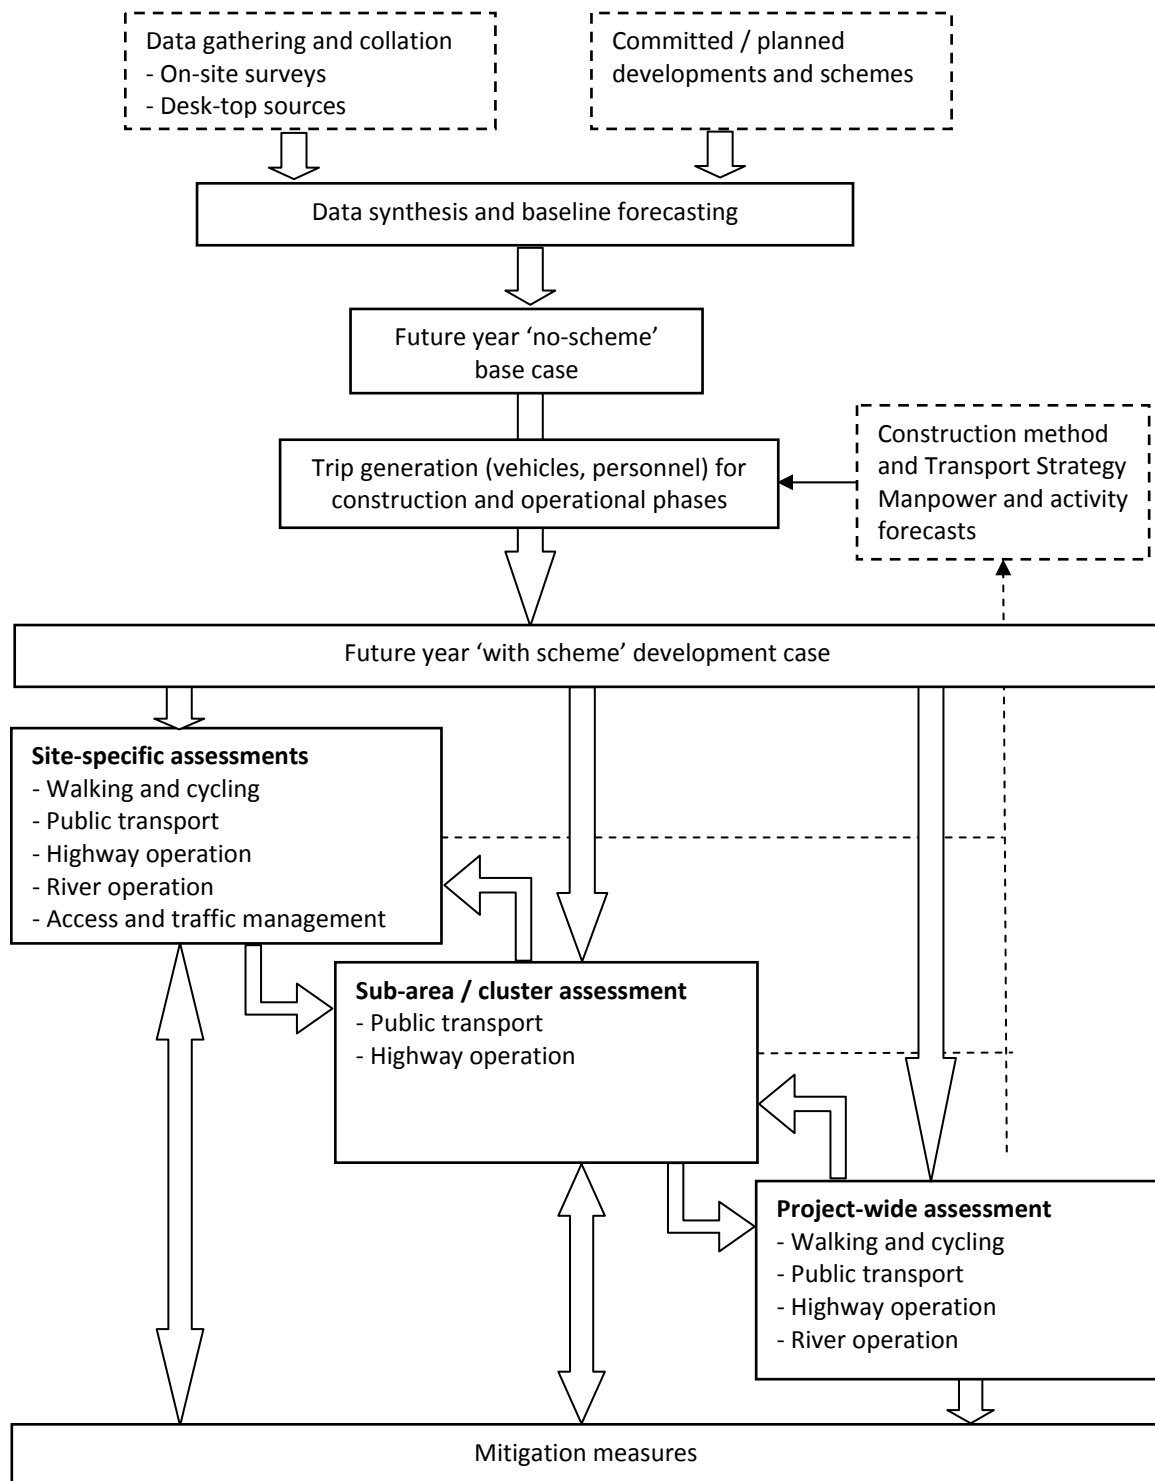 Data gathering and collation
- On-site surveys
- Desk-top sources
Committed / planned
developments and schemes
Data synthesis and baseline forecasting
Future year ‘no-scheme’
base case
Trip generation (vehicles, personnel) for
construction and operational phases
Construction method
and Transport Strategy
Manpower and activity
forecasts
Future year ‘with scheme’ development case
Site-specific assessments
- Walking and cycling
- Public transport
- Highway operation
- River operation
- Access and traffic management
Sub-area / cluster assessment
- Public transport
- Highway operation
Project-wide assessment
- Walking and cycling
- Public transport
- Highway operation
- River operation
Mitigation measures